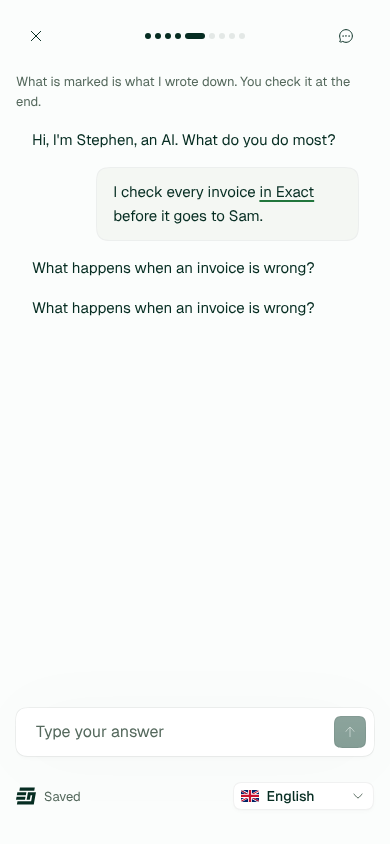 What is marked is what I wrote down. You check it at the
end.
Hi, I'm Stephen, an AI. What do you do most?
I check every invoice in Exact
before it goes to Sam.
What happens when an invoice is wrong?
What happens when an invoice is wrong?
Type your answer
Saved
English